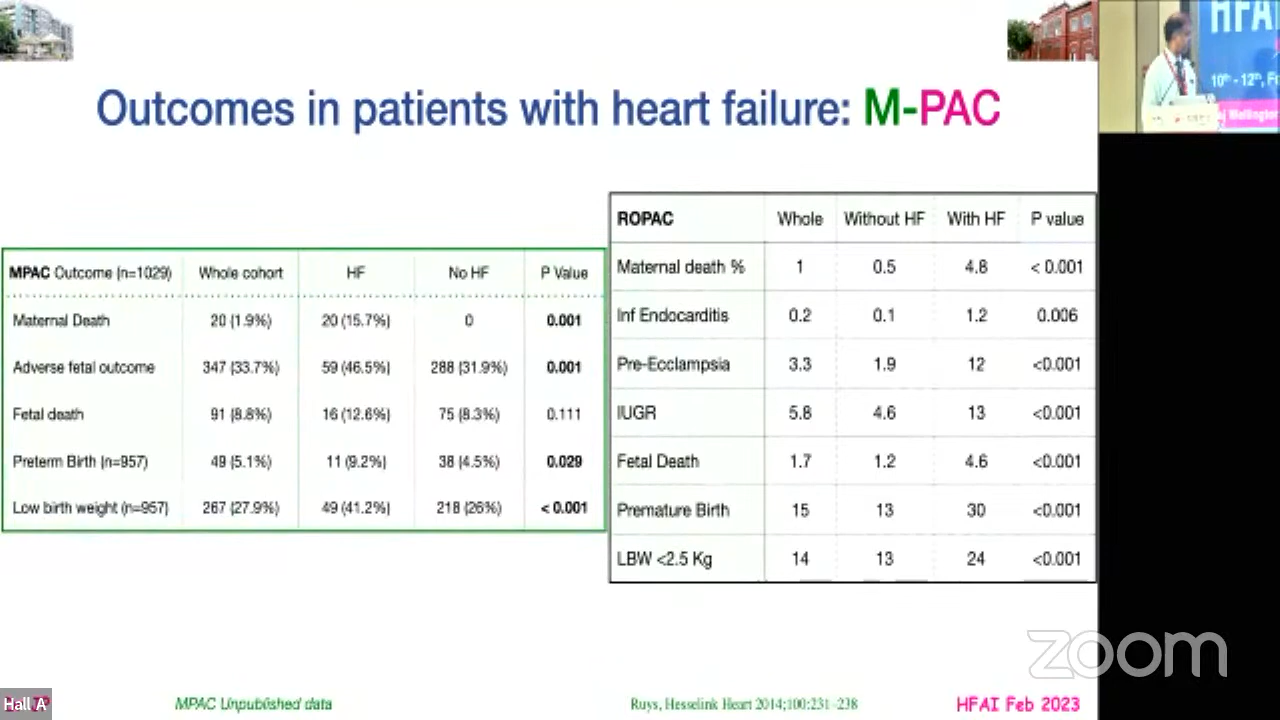 Outcomes in patients with heart failure: M-PAC
MPAC Outcome (n=1029) Whole cohort HF No HF P Value
Maternal Death 20 (1.9%) 20 (15.7%) 0 0.001
Adverse fetal outcome 347 (33.7%) 59 (46.5%) 288 (31.9%) 0.001
Fetal death 91 (8.8%) 16 (12.6%) 75 (8.3%) 0.111
Preterm Birth (n=957) 49 (5.1%) 11 (9.2%) 38 (4.5%) 0.029
Low birth weight (n=957) 267 (27.9%) 49 (41.2%) 218 (26%) < 0.001
ROPAC Whole Without HF With HF P value
Maternal death % 1 0.5 4.8 < 0.001
Inf Endocarditis 0.2 0.1 1.2 0.006
Pre-Ecclampsia 3.3 1.9 12 <0.001
IUGR 5.8 4.6 13 <0.001
Fetal Death 1.7 1.2 4.6 <0.001
Premature Birth 15 13 30 <0.001
LBW <2.5 Kg 14 13 24 <0.001
HFAI
10th - 12th, F
Wellington
zoom
Hall A
MPAC Unpublished data
Ruys, Hesselink Heart 2014;100:231-238
HFAI Feb 2023